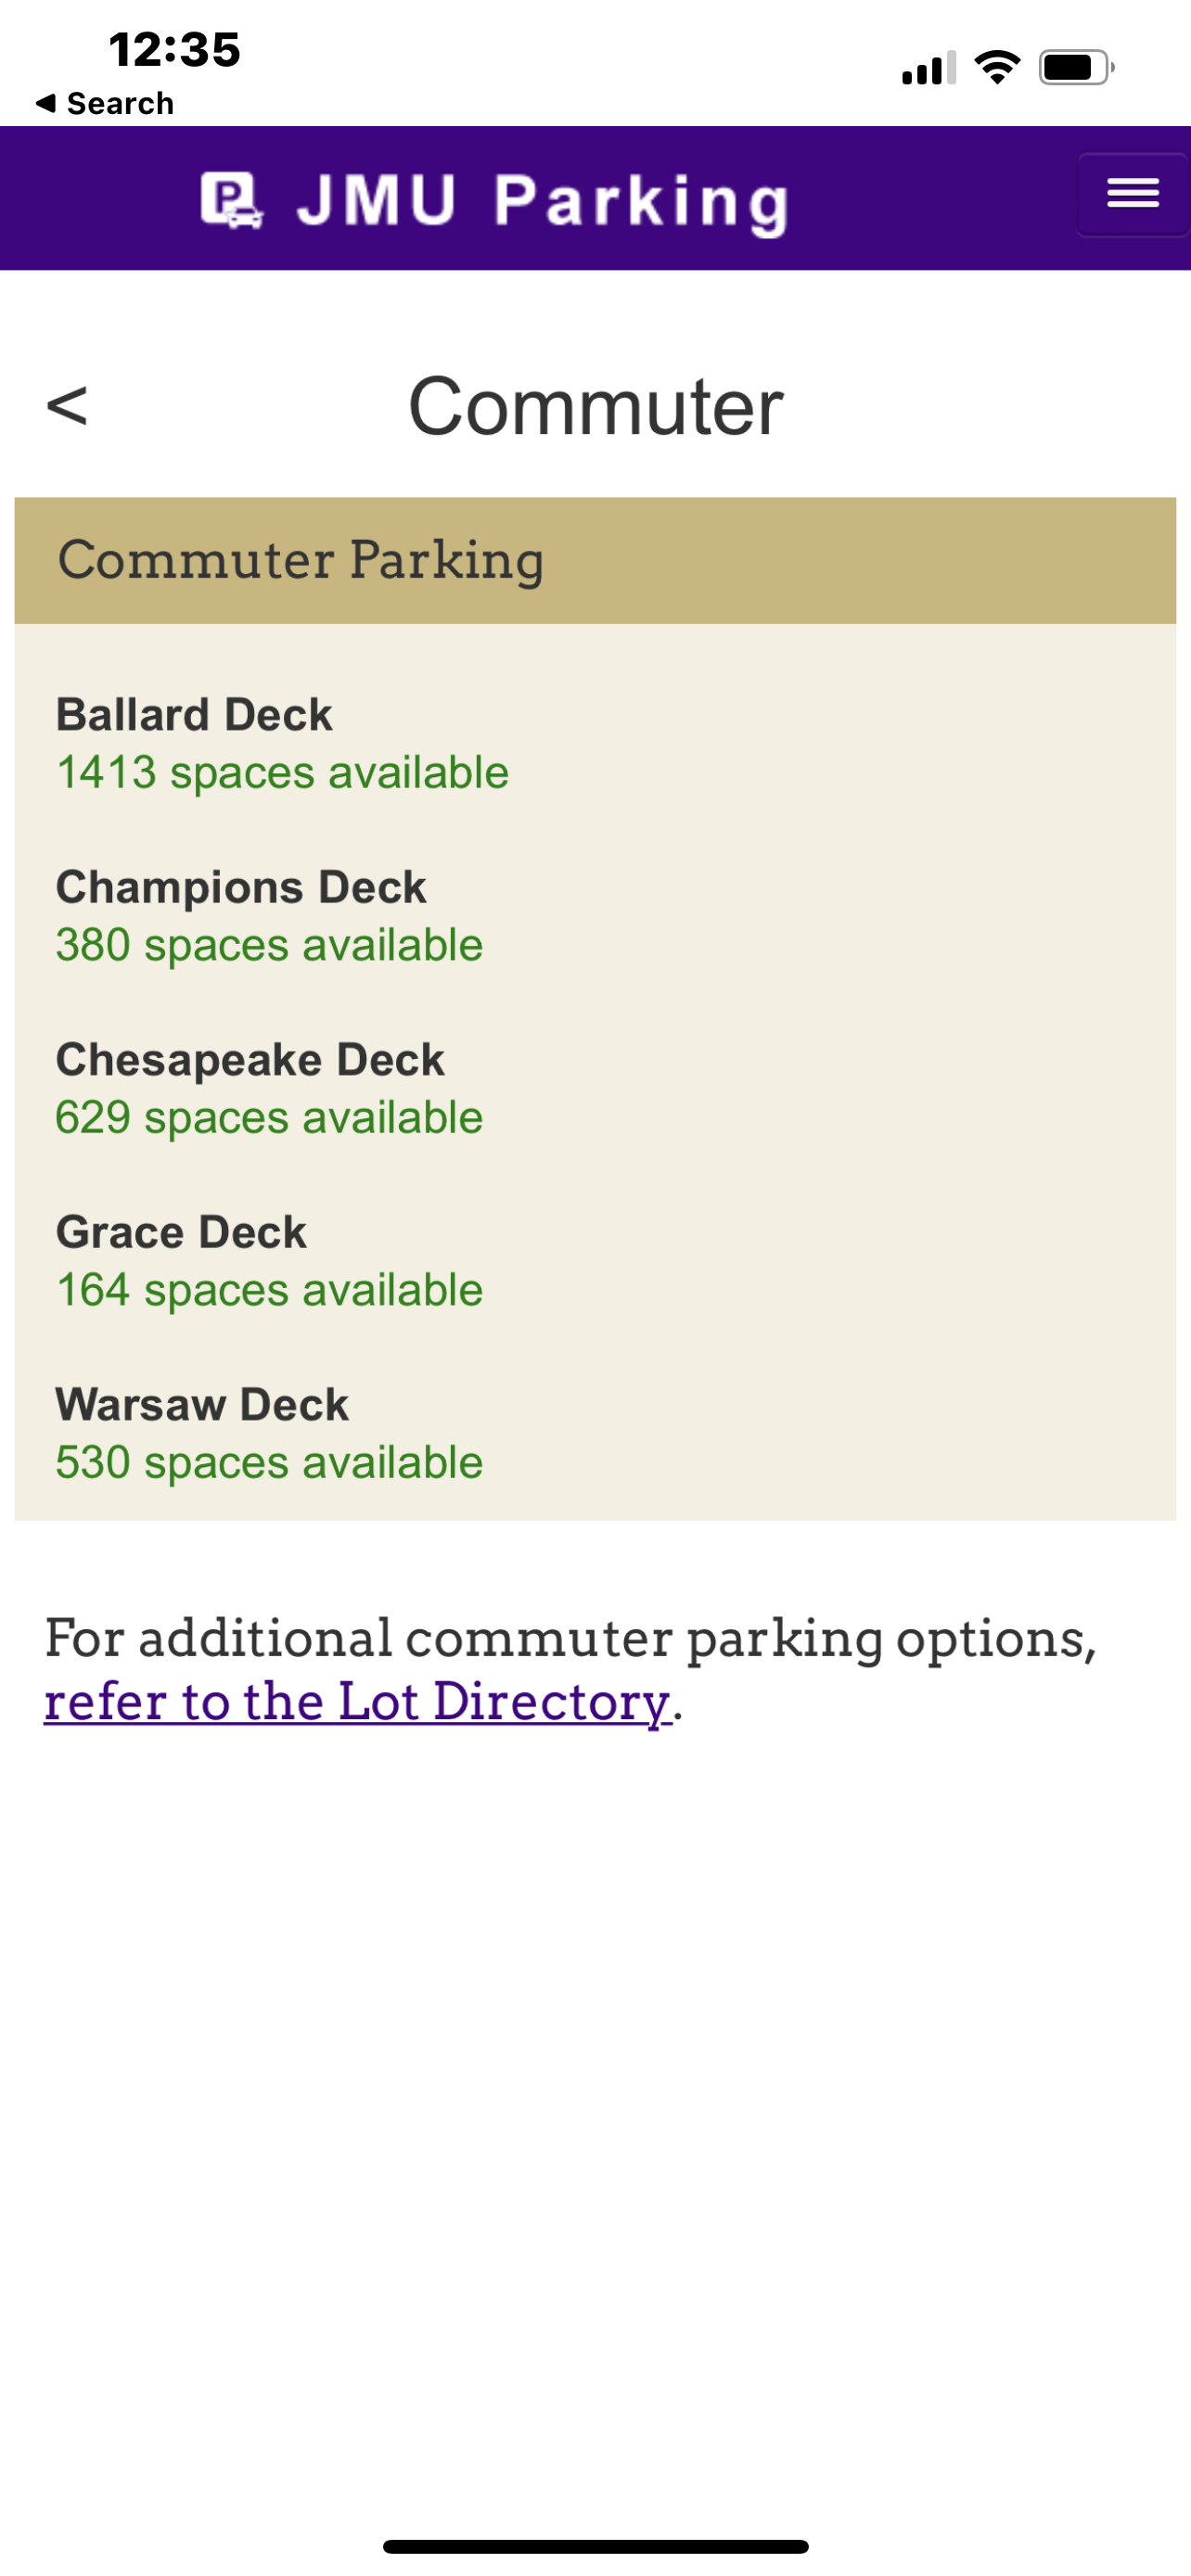 12:35
◀ Search
JMU Parking
< Commuter
Commuter Parking
Ballard Deck
1413 spaces available
Champions Deck
380 spaces available
Chesapeake Deck
629 spaces available
Grace Deck
164 spaces available
Warsaw Deck
530 spaces available
For additional commuter parking options,
refer to the Lot Directory.